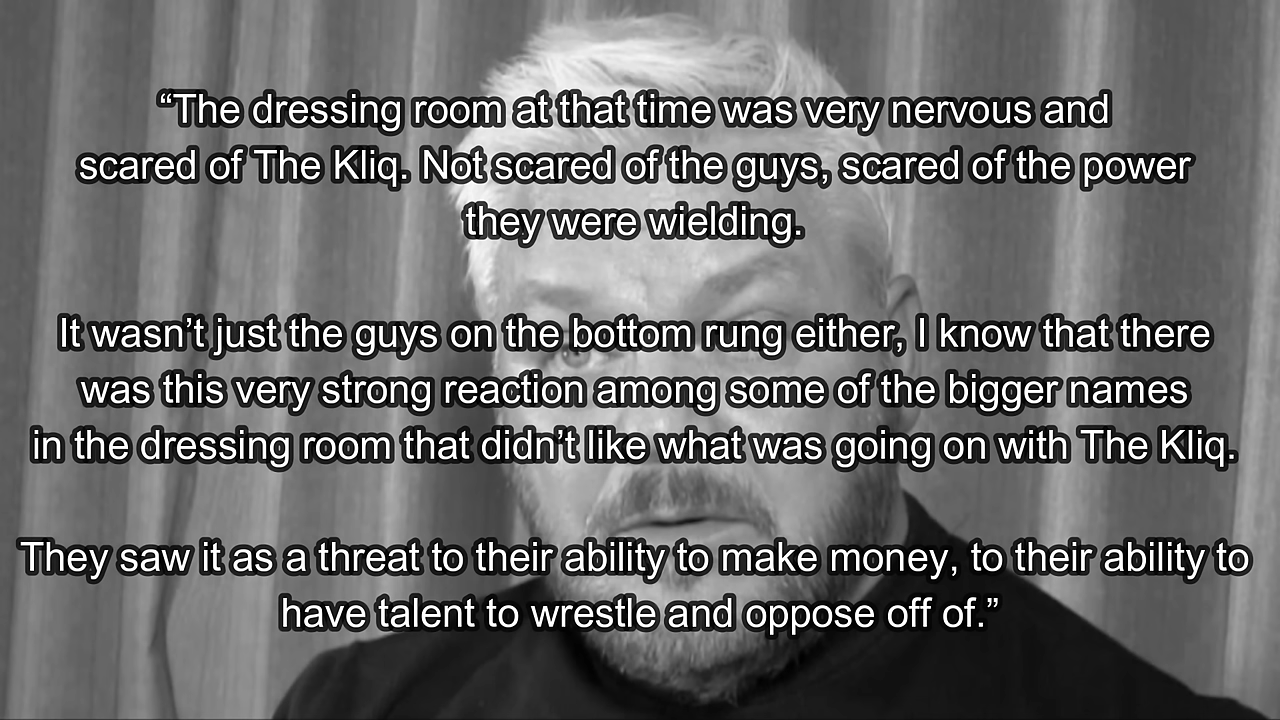 “The dressing room at that time was very nervous and
scared of The Kliq. Not scared of the guys, scared of the power
they were wielding.
It wasn’t just the guys on the bottom rung either, I know that there
was this very strong reaction among some of the bigger names
in the dressing room that didn’t like what was going on with The Kliq.
They saw it as a threat to their ability to make money, to their ability to
have talent to wrestle and oppose off of.”